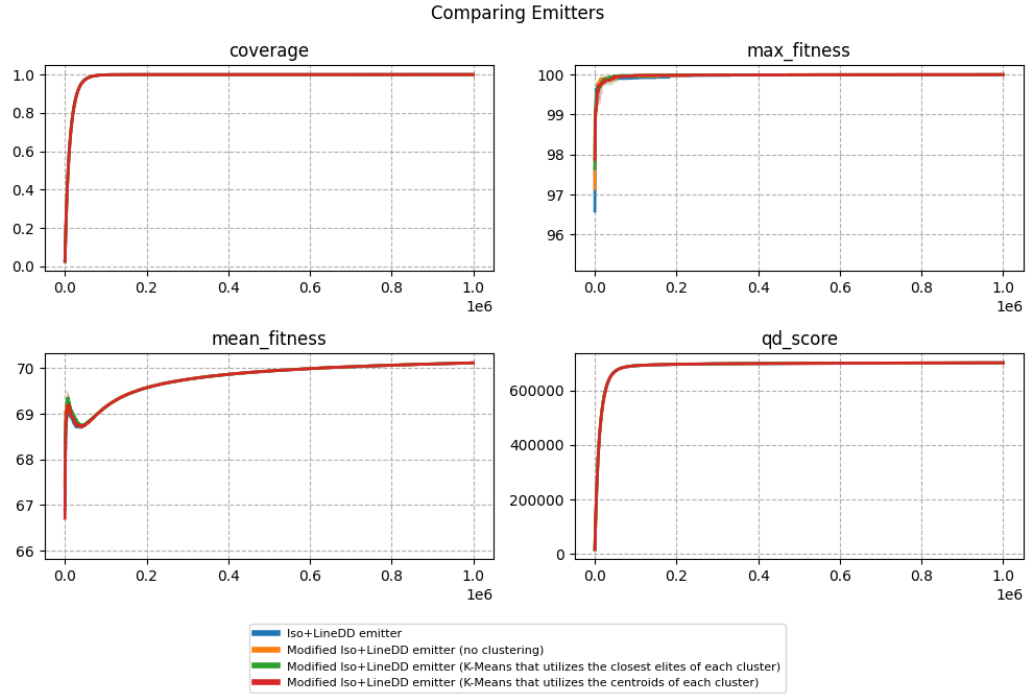 Comparing Emitters
coverage
1.0
0.8
0.6
0.4
0.2
0.0
0.0 0.2 0.4 0.6 0.8 1.0
1e6
max_fitness
100
99
98
97
96
0.0 0.2 0.4 0.6 0.8 1.0
1e6
mean_fitness
70
69
68
67
66
0.0 0.2 0.4 0.6 0.8 1.0
1e6
qd_score
600000
400000
200000
0
0.0 0.2 0.4 0.6 0.8 1.0
1e6
Iso+LineDD emitter
Modified Iso+LineDD emitter (no clustering)
Modified Iso+LineDD emitter (K-Means that utilizes the closest elites of each cluster)
Modified Iso+LineDD emitter (K-Means that utilizes the centroids of each cluster)